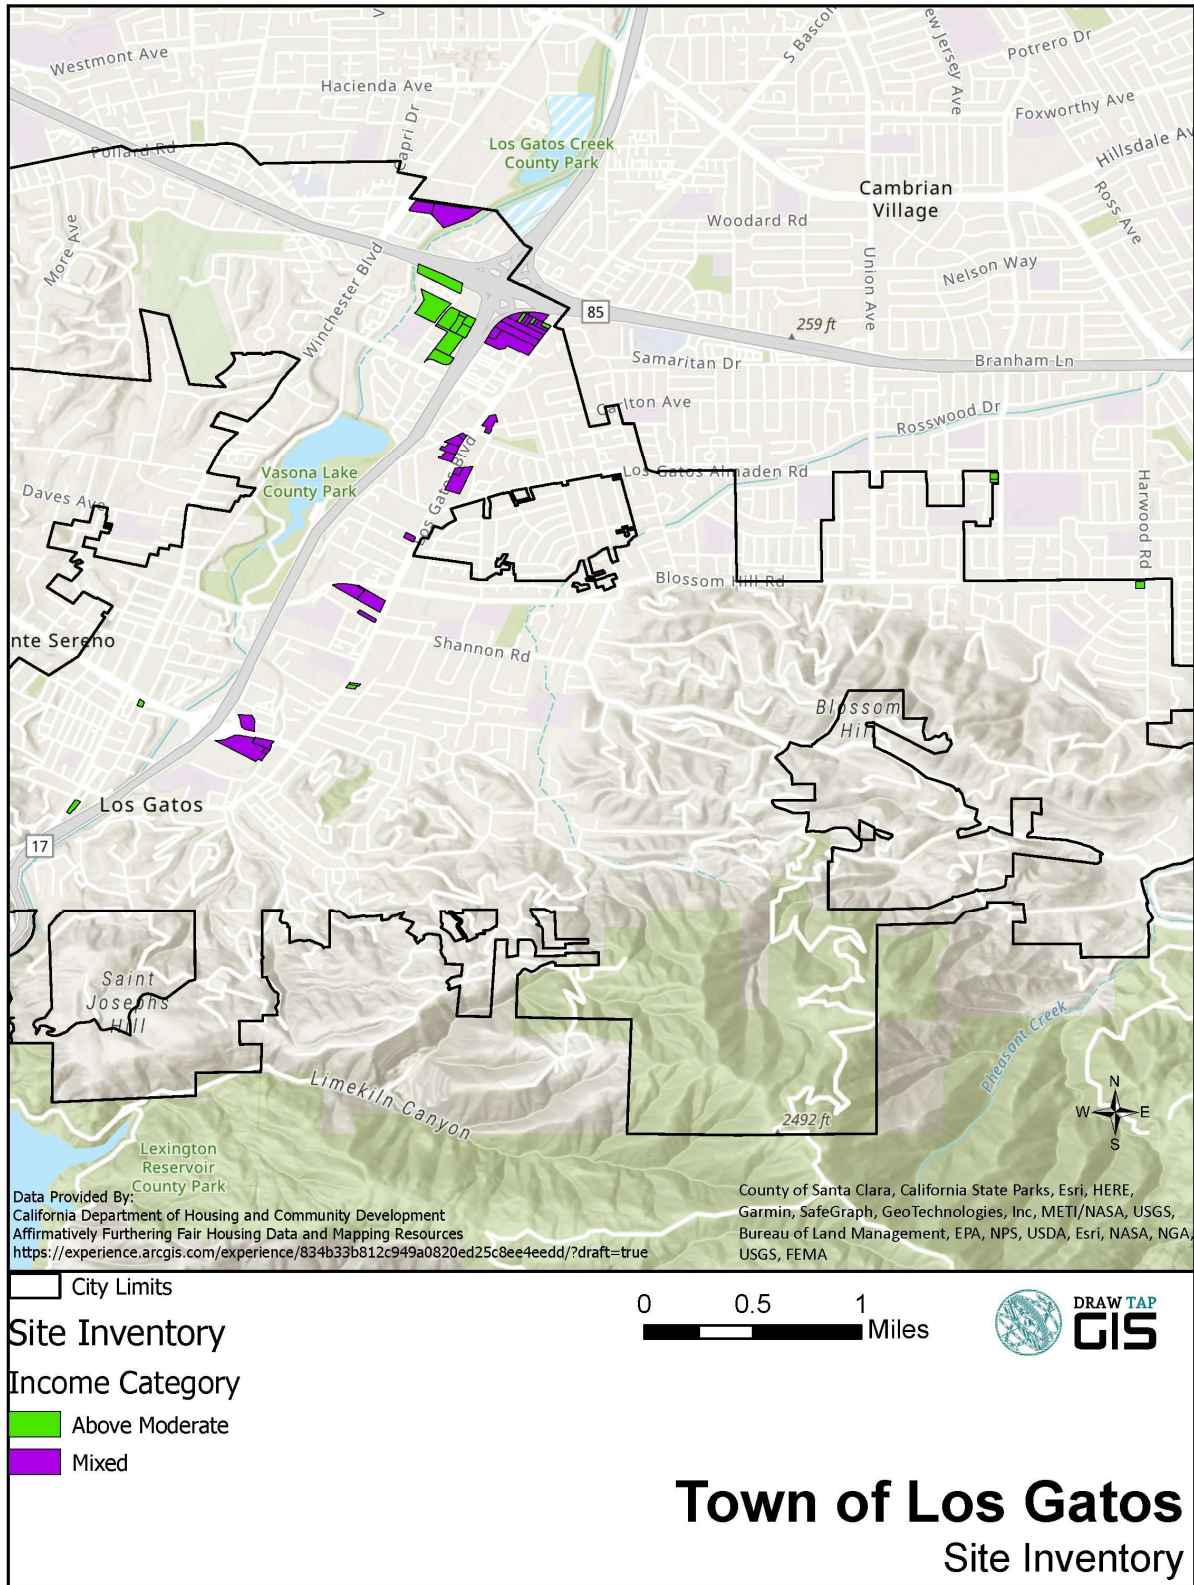 Westmont Ave
Hacienda Ave
Capri Dr
S Bascom
ew Jersey Ave
Potrero Dr
Foxworthy Ave
Hillsdale Av
Ross Ave
Los Gatos Creek
County Park
Cambrian
Village
Pollard Rd
Woodard Rd
Union Ave
Nelson Way
More Ave
Winchester Blvd
85
259 ft
Samaritan Dr
Branham Ln
Carlton Ave
Rosswood Dr
Los Gatos Blvd
Los Gatos Almaden Rd
Vasona Lake
County Park
Daves Ave
Harwood Rd
Blossom Hill Rd
nte Sereno
Shannon Rd
Blossom
Hill
Los Gatos
17
Saint
Josephs
Hill
Limekiln Canyon
Pheasant Creek
2492 ft
N
W
E
S
Lexington
Reservoir
County Park
Data Provided By:
California Department of Housing and Community Development
Affirmatively Furthering Fair Housing Data and Mapping Resources
https://experience.arcgis.com/experience/834b33b812c949a0820ed25c8ee4eedd/?draft=true
County of Santa Clara, California State Parks, Esri, HERE,
Garmin, SafeGraph, GeoTechnologies, Inc, METI/NASA, USGS,
Bureau of Land Management, EPA, NPS, USDA, Esri, NASA, NGA,
USGS, FEMA
City Limits
Site Inventory
Income Category
Above Moderate
Mixed
0 0.5 1
Miles
DRAW TAP
GIS
Town of Los Gatos
Site Inventory